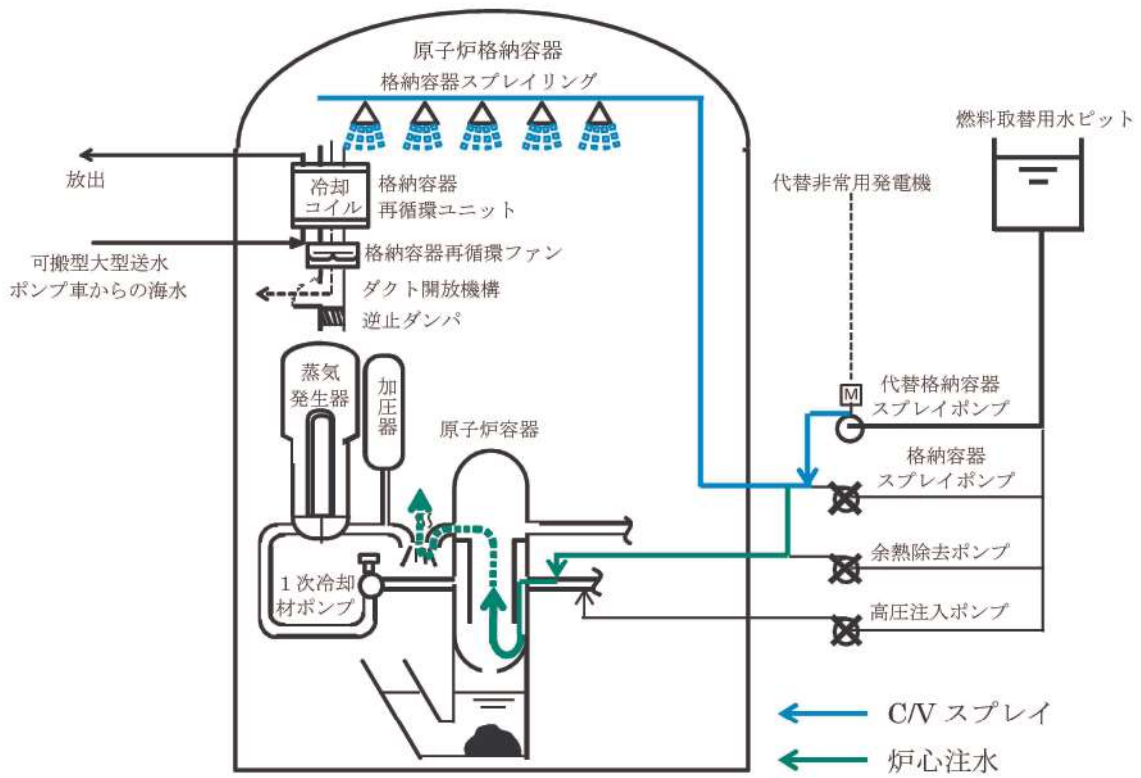 原子炉格納容器
格納容器スプレイリング
燃料取替用水ピット
放出
冷却
コイル
格納容器
再循環ユニット
代替非常用発電機
格納容器再循環ファン
可搬型大型送水
ポンプ車からの海水
ダクト開放機構
逆止ダンパ
蒸気
発生器
加圧器
原子炉容器
M
代替格納容器
スプレイポンプ
格納容器
スプレイポンプ
余熱除去ポンプ
1次冷却
材ポンプ
高圧注入ポンプ
C/V スプレイ
炉心注水